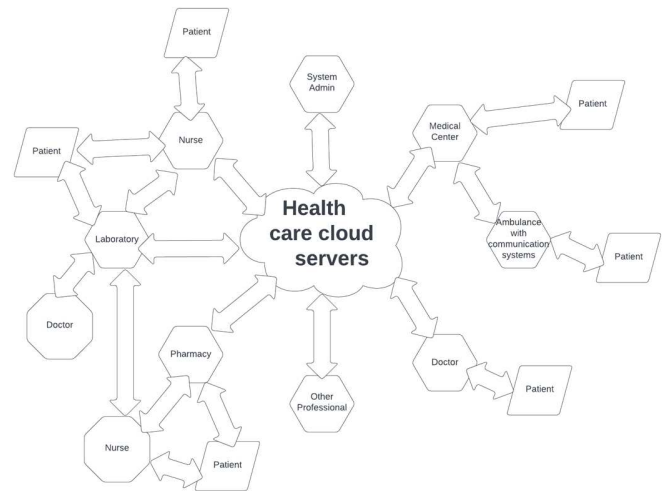 Patient
System
Admin
Patient
Medical
Center
Nurse
Patient
Health
care cloud
servers
Laboratory
Ambulance
with
communication
systems
Patient
Doctor
Pharmacy
Doctor
Patient
Other
Professional
Nurse
Patient